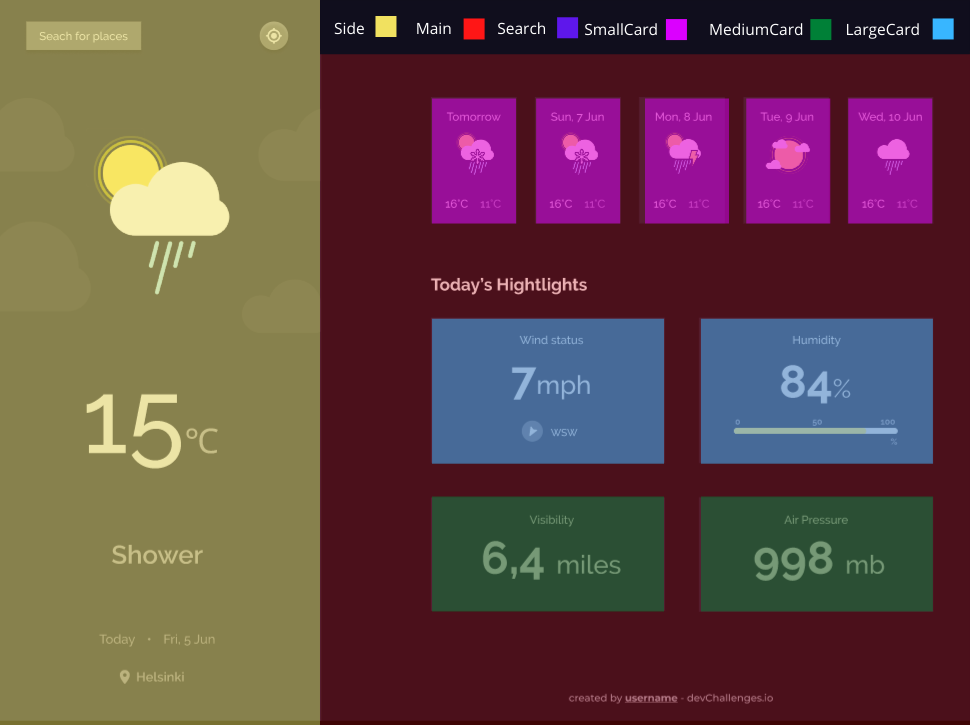 Side Main Search SmallCard MediumCard LargeCard
Seach for places
15°C
Shower
Today • Fri, 5 Jun
Helsinki
Tomorrow
16°C 11°C
Sun, 7 Jun
16°C 11°C
Mon, 8 Jun
16°C 11°C
Tue, 9 Jun
16°C 11°C
Wed, 10 Jun
16°C 11°C
Today's Hightlights
Wind status
7mph
WSW
Humidity
84%
0 50 100
%
Visibility
6,4 miles
Air Pressure
998 mb
created by username - devChallenges.io